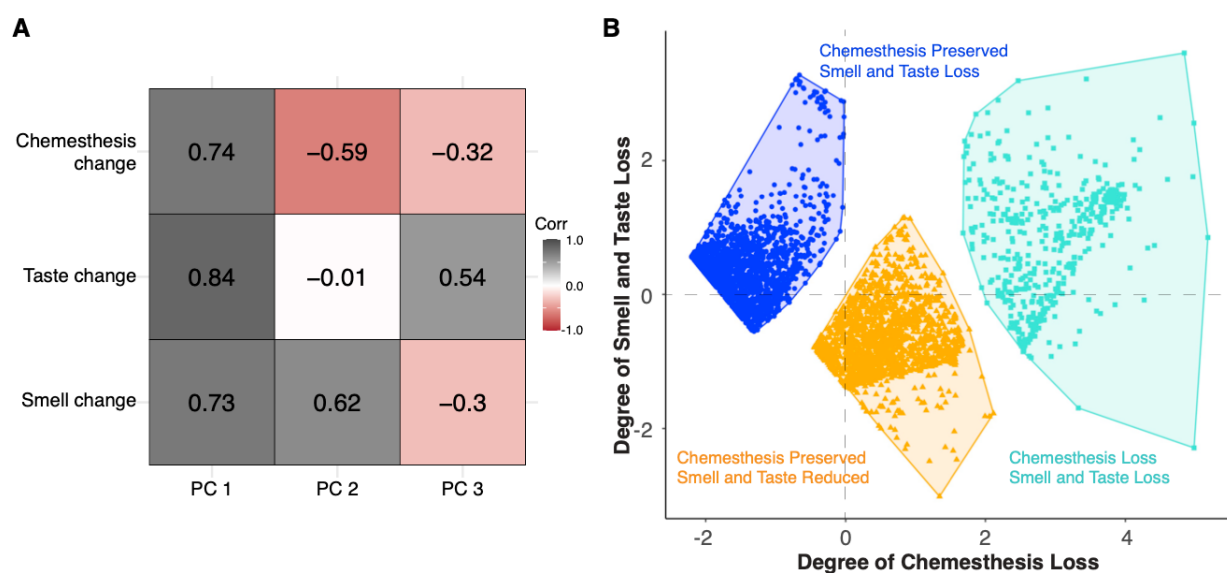 A
Chemesthesis
change
0.74
−0.59
−0.32
Taste change
0.84
−0.01
0.54
Smell change
0.73
0.62
−0.3
PC 1
PC 2
PC 3
Corr
1.0
0.0
-1.0
B
Chemesthesis Preserved
Smell and Taste Loss
Degree of Smell and Taste Loss
2
0
-2
Chemesthesis Preserved
Smell and Taste Reduced
Chemesthesis Loss
Smell and Taste Loss
-2
0
2
4
Degree of Chemesthesis Loss